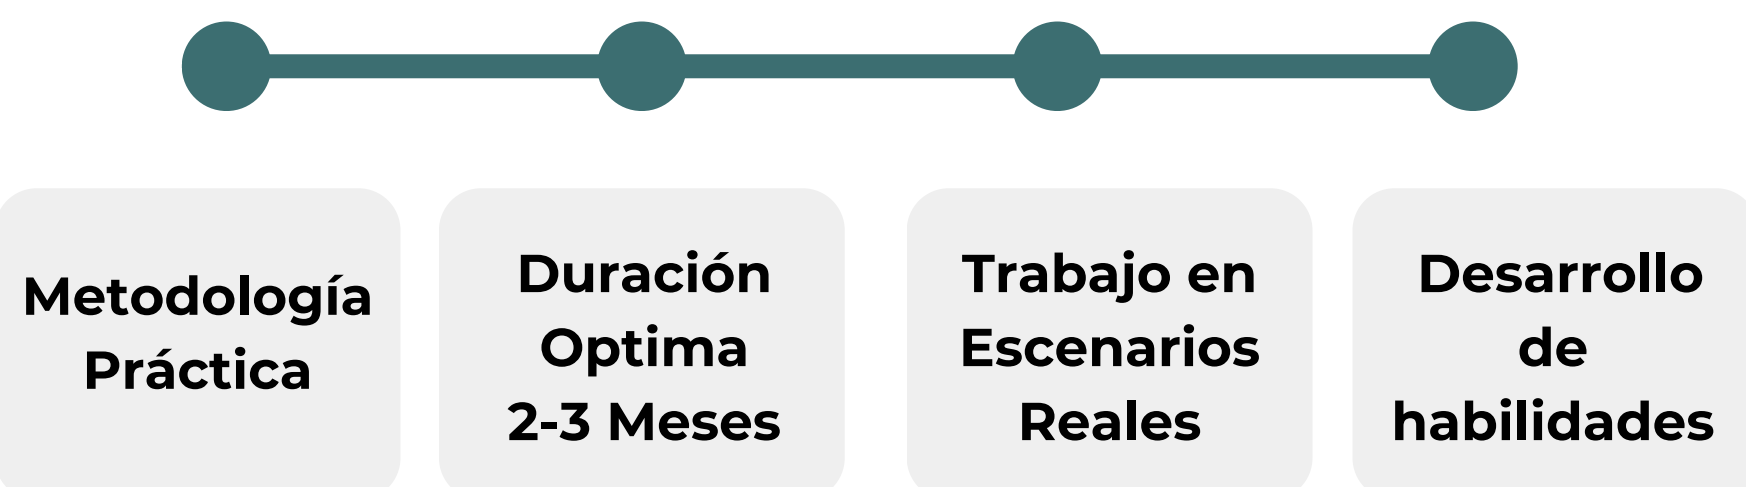 Metodología
Práctica
Duración
Optima
2-3 Meses
Trabajo en
Escenarios
Reales
Desarrollo
de
habilidades